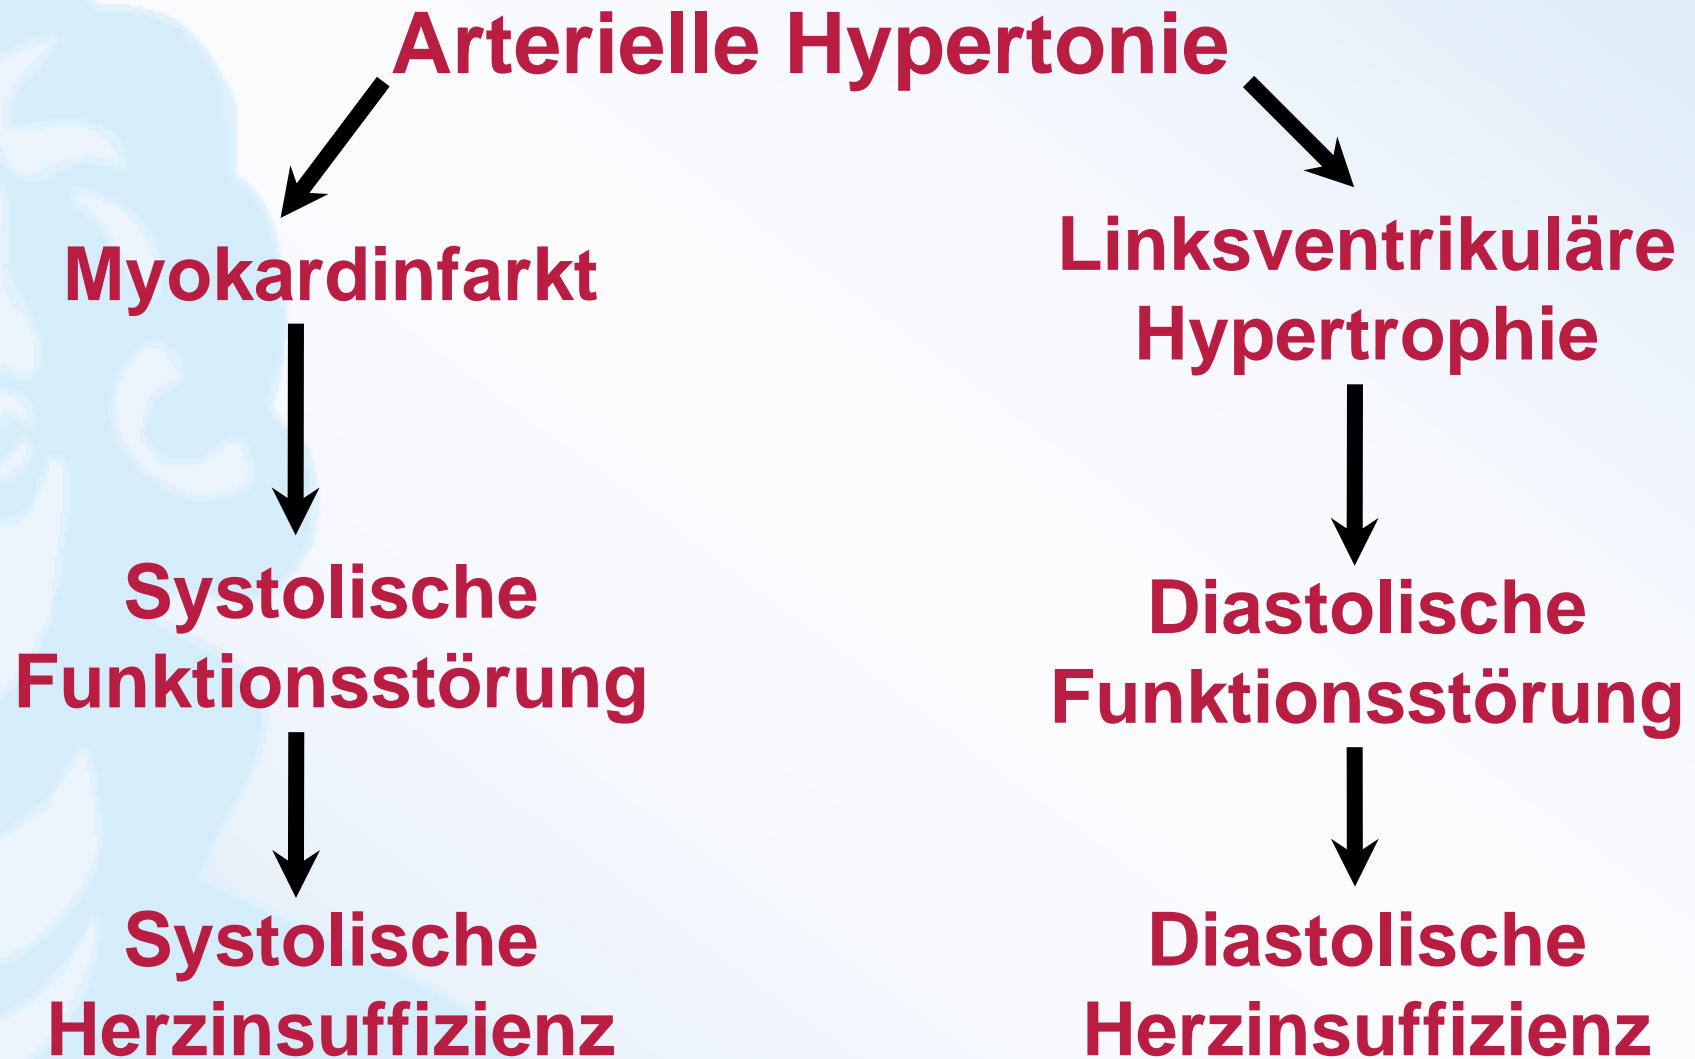 Arterielle Hypertonie
Myokardinfarkt
Linksventrikuläre
Hypertrophie
Systolische
Funktionsstörung
Diastolische
Funktionsstörung
Systolische
Herzinsuffizienz
Diastolische
Herzinsuffizienz